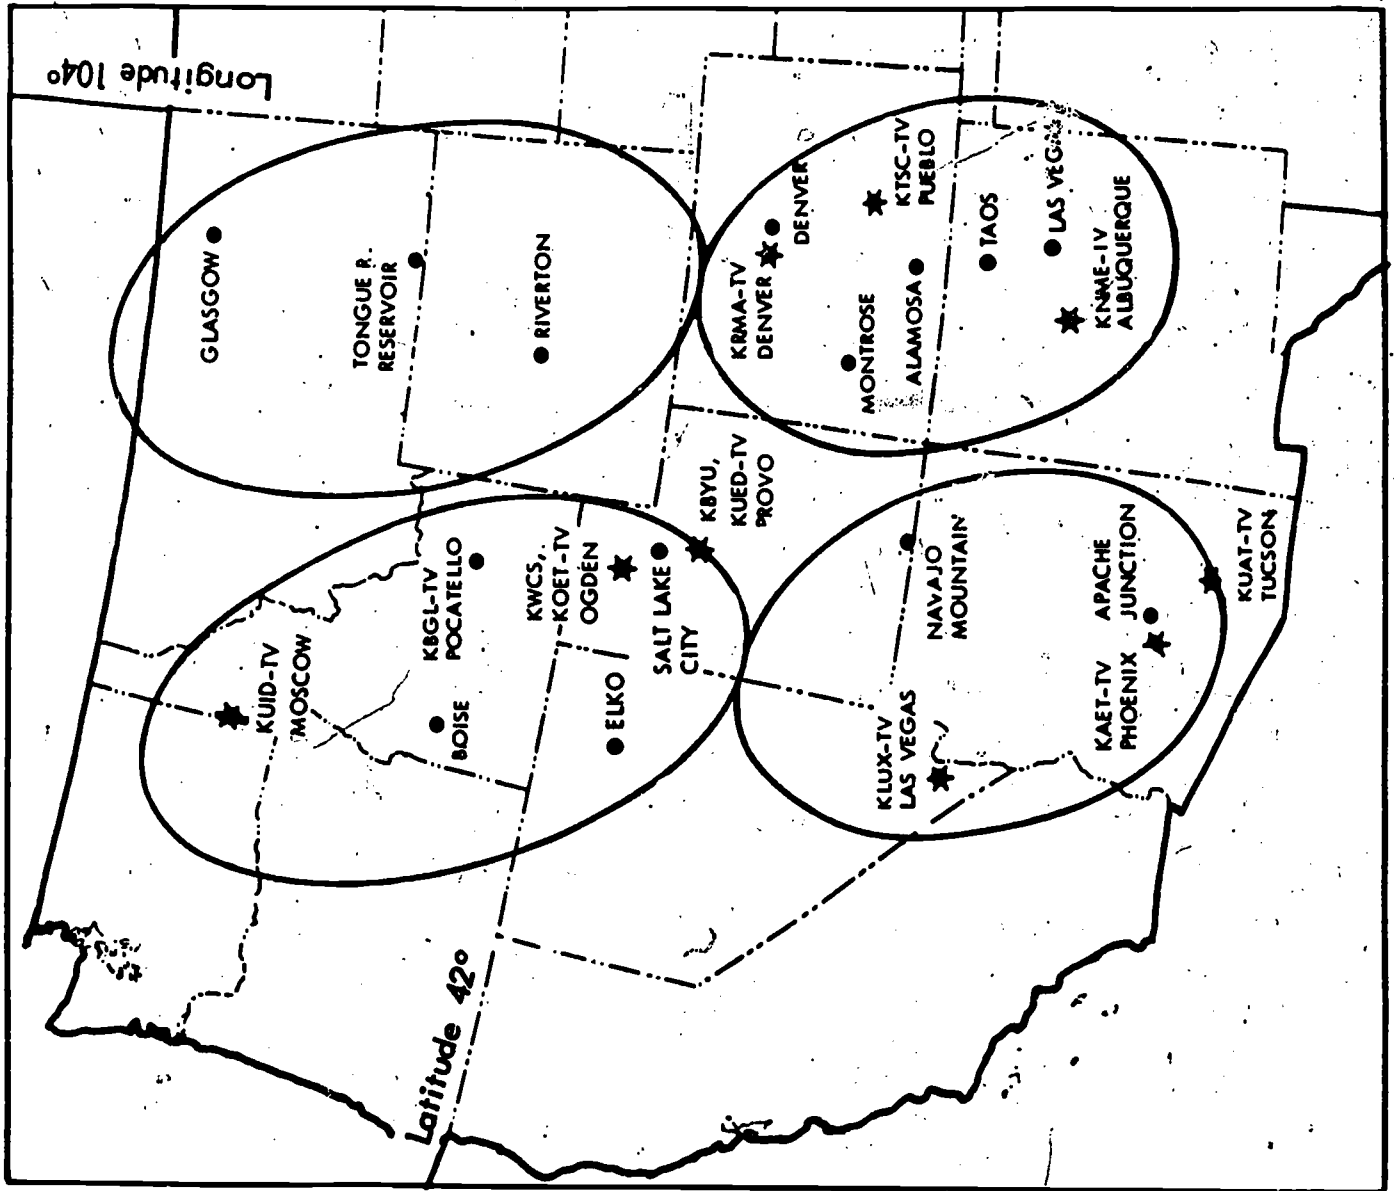 Longitude 104°
GLASGOW
TONGUE R.
RESERVOIR
RIVERTON
KRMA-TV
DENVER
DENVER
KTSC-TV
PUEBLO
MONTROSE
ALAMOSA
TAOS
LAS VEGAS
KNME-TV
ALBUQUERQUE
KUID-TV
MOSCOW
KBGL-TV
POCATELLO
BOISE
KWCS,
KOET-TV
OGDEN
ELKO
SALT LAKE
CITY
KBYU,
KUED-TV
PROVO
NAVAJO
MOUNTAIN
KLUX-TV
LAS VEGAS
APACHE
JUNCTION
KAET-TV
PHOENIX
KUAT-TV
TUCSON
Latitude 42°